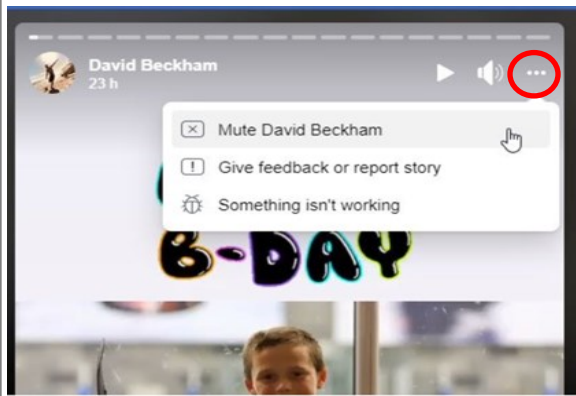 David Beckham
23 h
Mute David Beckham
Give feedback or report story
Something isn't working
B-DAY